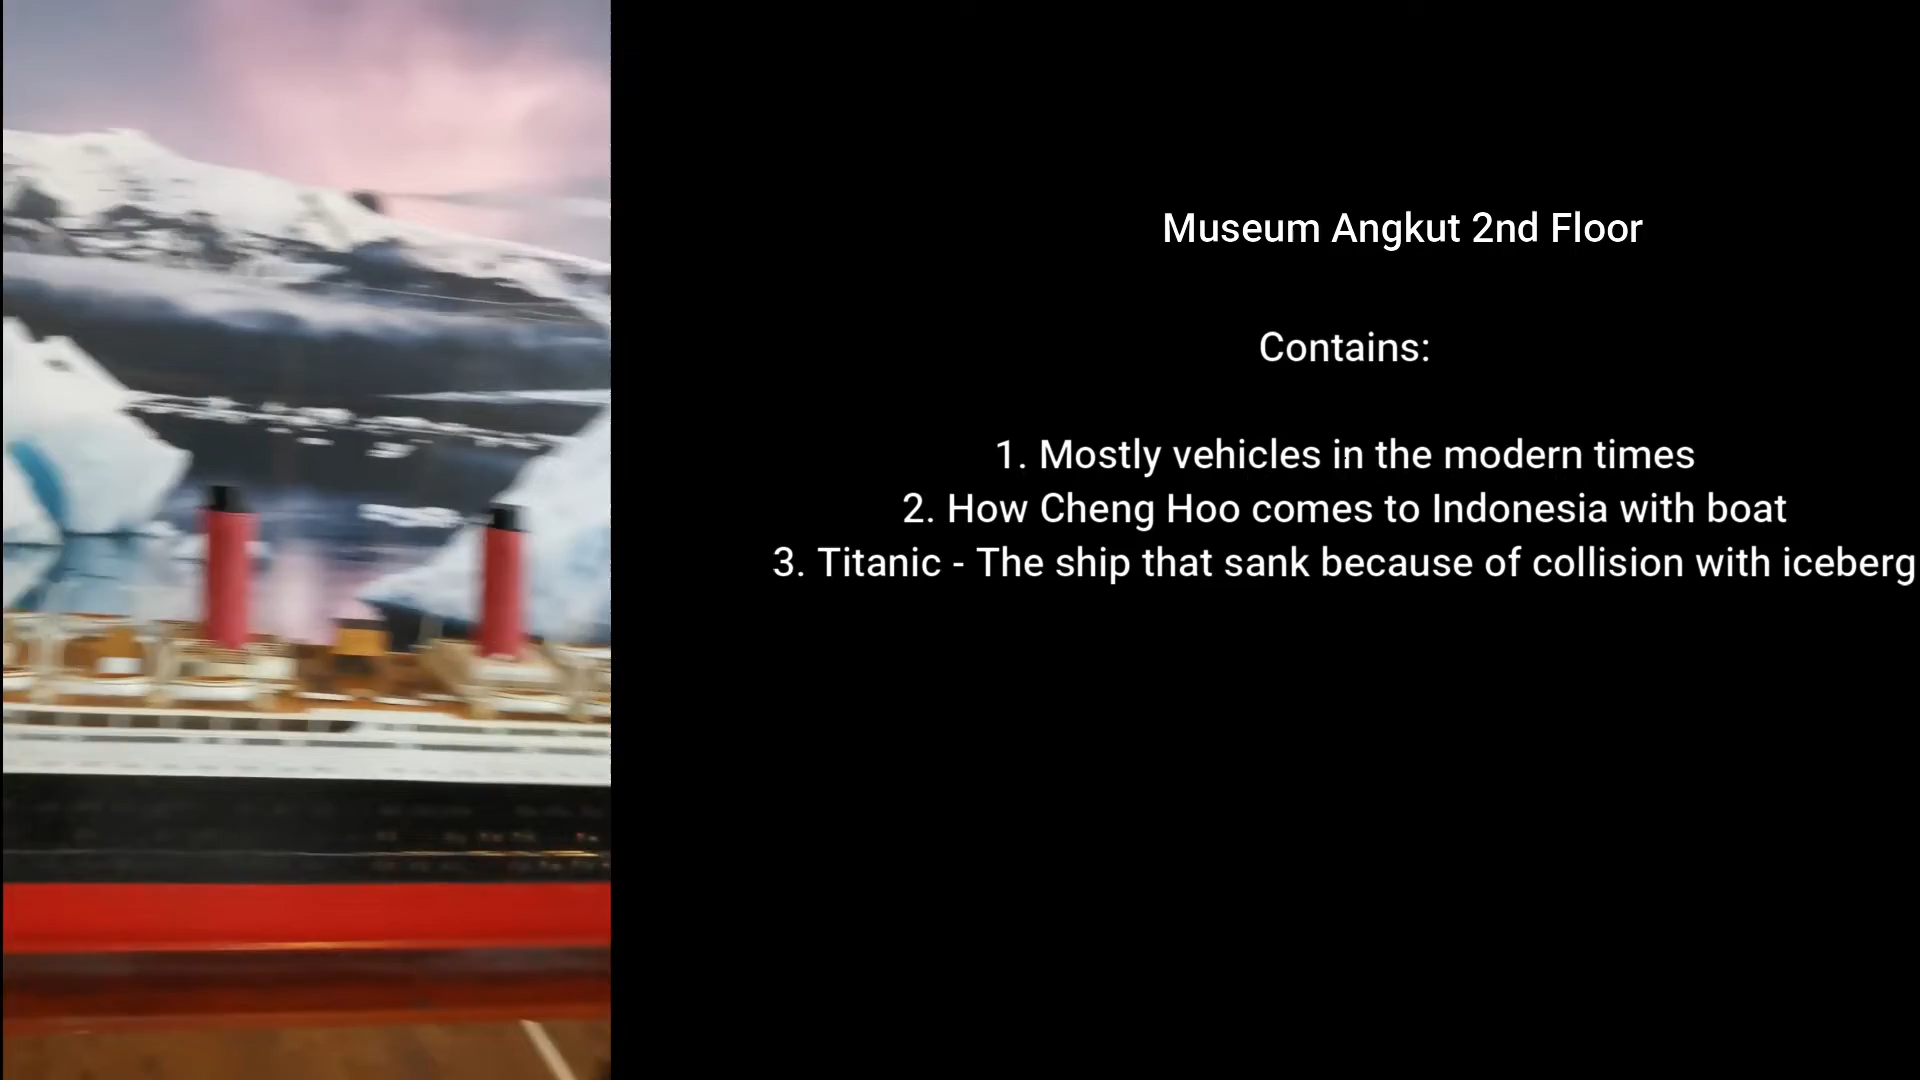 Museum Angkut 2nd Floor
Contains:
1. Mostly vehicles in the modern times
2. How Cheng Hoo comes to Indonesia with boat
3. Titanic - The ship that sank because of collision with iceberg